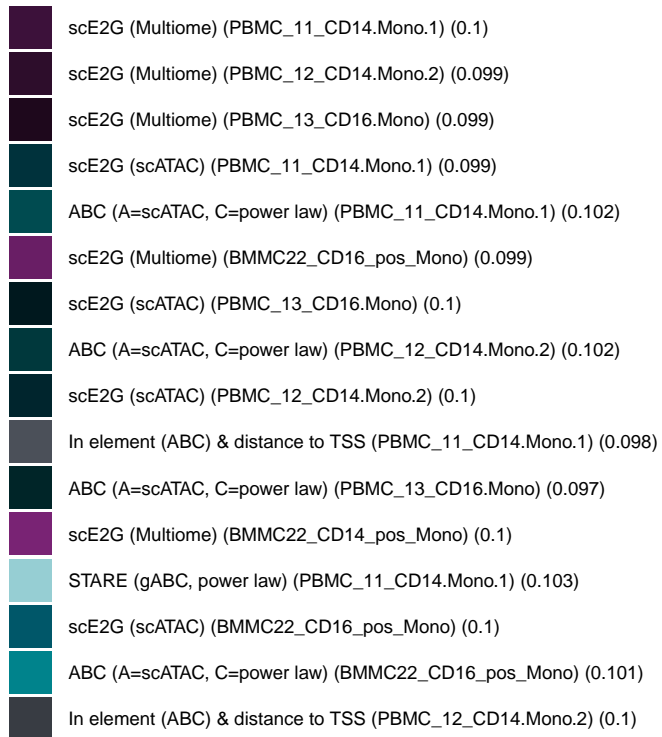 scE2G (Multiome) (PBMC_11_CD14.Mono.1) (0.1)
scE2G (Multiome) (PBMC_12_CD14.Mono.2) (0.099)
scE2G (Multiome) (PBMC_13_CD16.Mono) (0.099)
scE2G (scATAC) (PBMC_11_CD14.Mono.1) (0.099)
ABC (A=scATAC, C=power law) (PBMC_11_CD14.Mono.1) (0.102)
scE2G (Multiome) (BMMC22_CD16_pos_Mono) (0.099)
scE2G (scATAC) (PBMC_13_CD16.Mono) (0.1)
ABC (A=scATAC, C=power law) (PBMC_12_CD14.Mono.2) (0.102)
scE2G (scATAC) (PBMC_12_CD14.Mono.2) (0.1)
In element (ABC) & distance to TSS (PBMC_11_CD14.Mono.1) (0.098)
ABC (A=scATAC, C=power law) (PBMC_13_CD16.Mono) (0.097)
scE2G (Multiome) (BMMC22_CD14_pos_Mono) (0.1)
STARE (gABC, power law) (PBMC_11_CD14.Mono.1) (0.103)
scE2G (scATAC) (BMMC22_CD16_pos_Mono) (0.1)
ABC (A=scATAC, C=power law) (BMMC22_CD16_pos_Mono) (0.101)
In element (ABC) & distance to TSS (PBMC_12_CD14.Mono.2) (0.1)